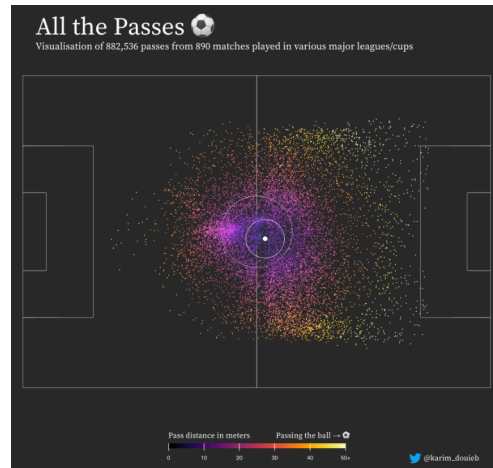 All the Passes ⚽
Visualisation of 882,536 passes from 890 matches played in various major leagues/cups
Pass distance in meters Passing the ball → ⚽
0 10 20 30 40 50+
@karim_douieb